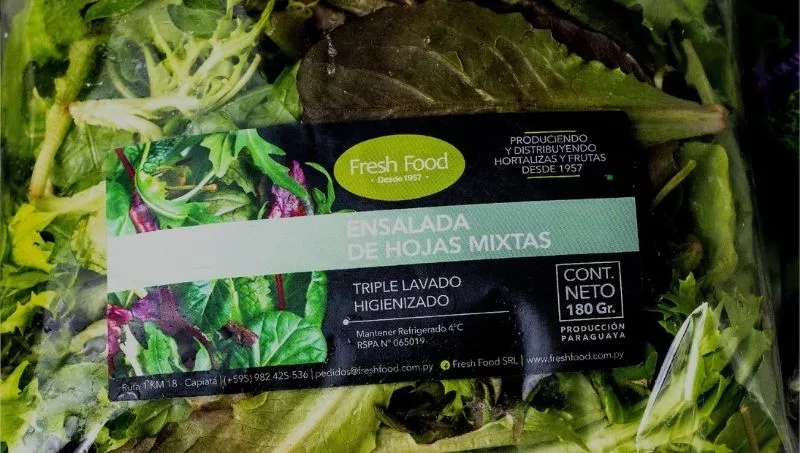 Fresh Food
• Desde 1957 •
PRODUCIENDO
Y DISTRIBUYENDO
HORTALIZAS Y FRUTAS
DESDE 1957
ENSALADA
DE HOJAS MIXTAS
TRIPLE LAVADO
HIGIENIZADO
Mantener Refrigerado 4°C
RSPA N° 065019
CONT.
NETO
180 Gr.
PRODUCCIÓN
PARAGUAYA
Ruta 1 KM 18 - Capiatá | (+595) 982 425 536 | pedidos@freshfood.com.py Fresh Food SRL | www.freshfood.com.py